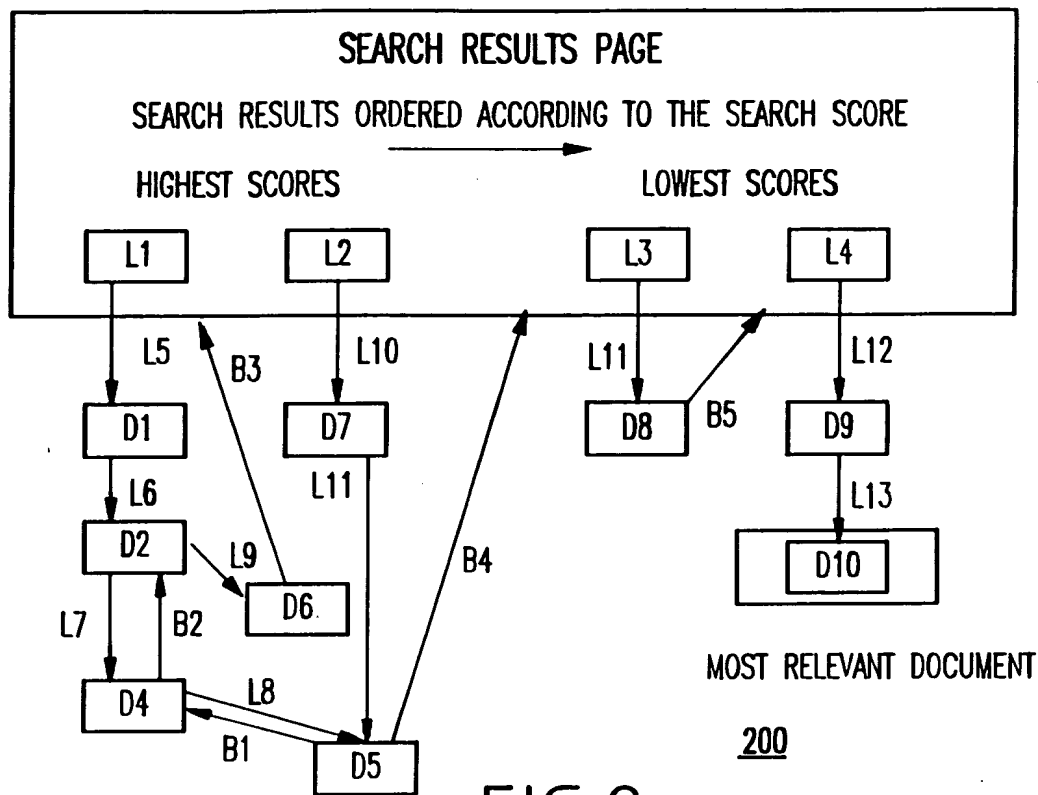 SEARCH RESULTS PAGE
SEARCH RESULTS ORDERED ACCORDING TO THE SEARCH SCORE
HIGHEST SCORES LOWEST SCORES
L1 L2 L3 L4
L5 B3 L10 L11 B5 L12
D1 D7 D8 D9
L6 L11 L13
D2 L9 B4 D10
L7 B2 D6
MOST RELEVANT DOCUMENT
D4 L8
B1 D5 200